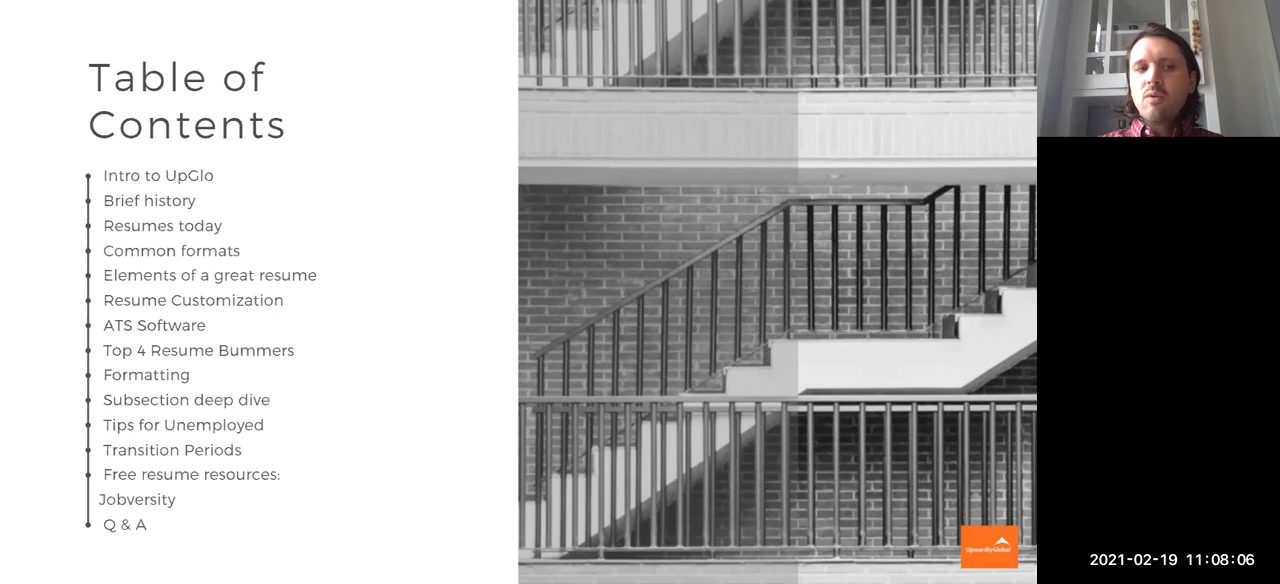 Table of
Contents
Intro to UpGlo
Brief history
Resumes today
Common formats
Elements of a great resume
Resume Customization
ATS Software
Top 4 Resume Bummers
Formatting
Subsection deep dive
Tips for Unemployed
Transition Periods
Free resume resources:
Jobversity
Q & A
UpwardlyGlobal
2021-02-19 11:08:06